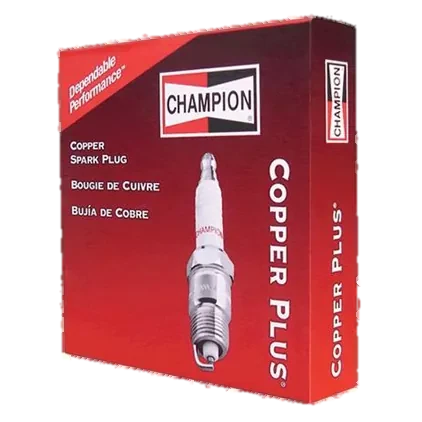 Dependable
Performance™
CHAMPION
®
COPPER
SPARK PLUG
BOUGIE DE CUIVRE
BUJÍA DE COBRE
CHAMPION
COPPER PLUS®
CHAMPION
®
COPPER PLUS®